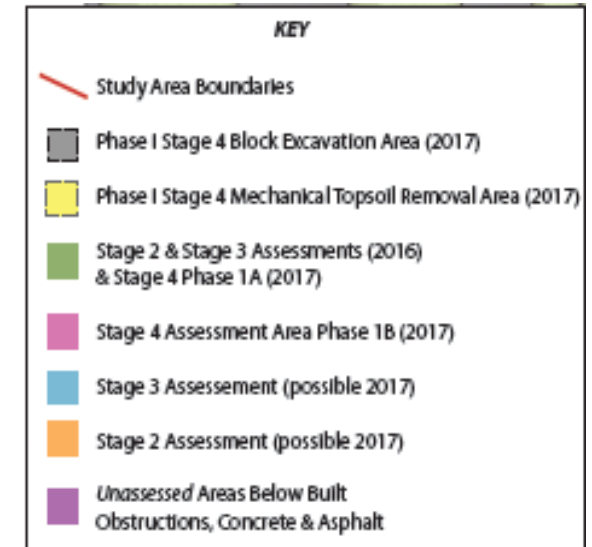 KEY
Study Area Boundaries
Phase I Stage 4 Block Excavation Area (2017)
Phase I Stage 4 Mechanical Topsoil Removal Area (2017)
Stage 2 & Stage 3 Assessments (2016)
& Stage 4 Phase 1A (2017)
Stage 4 Assessment Area Phase 1B (2017)
Stage 3 Assessement (possible 2017)
Stage 2 Assessment (possible 2017)
Unassessed Areas Below Built
Obstructions, Concrete & Asphalt